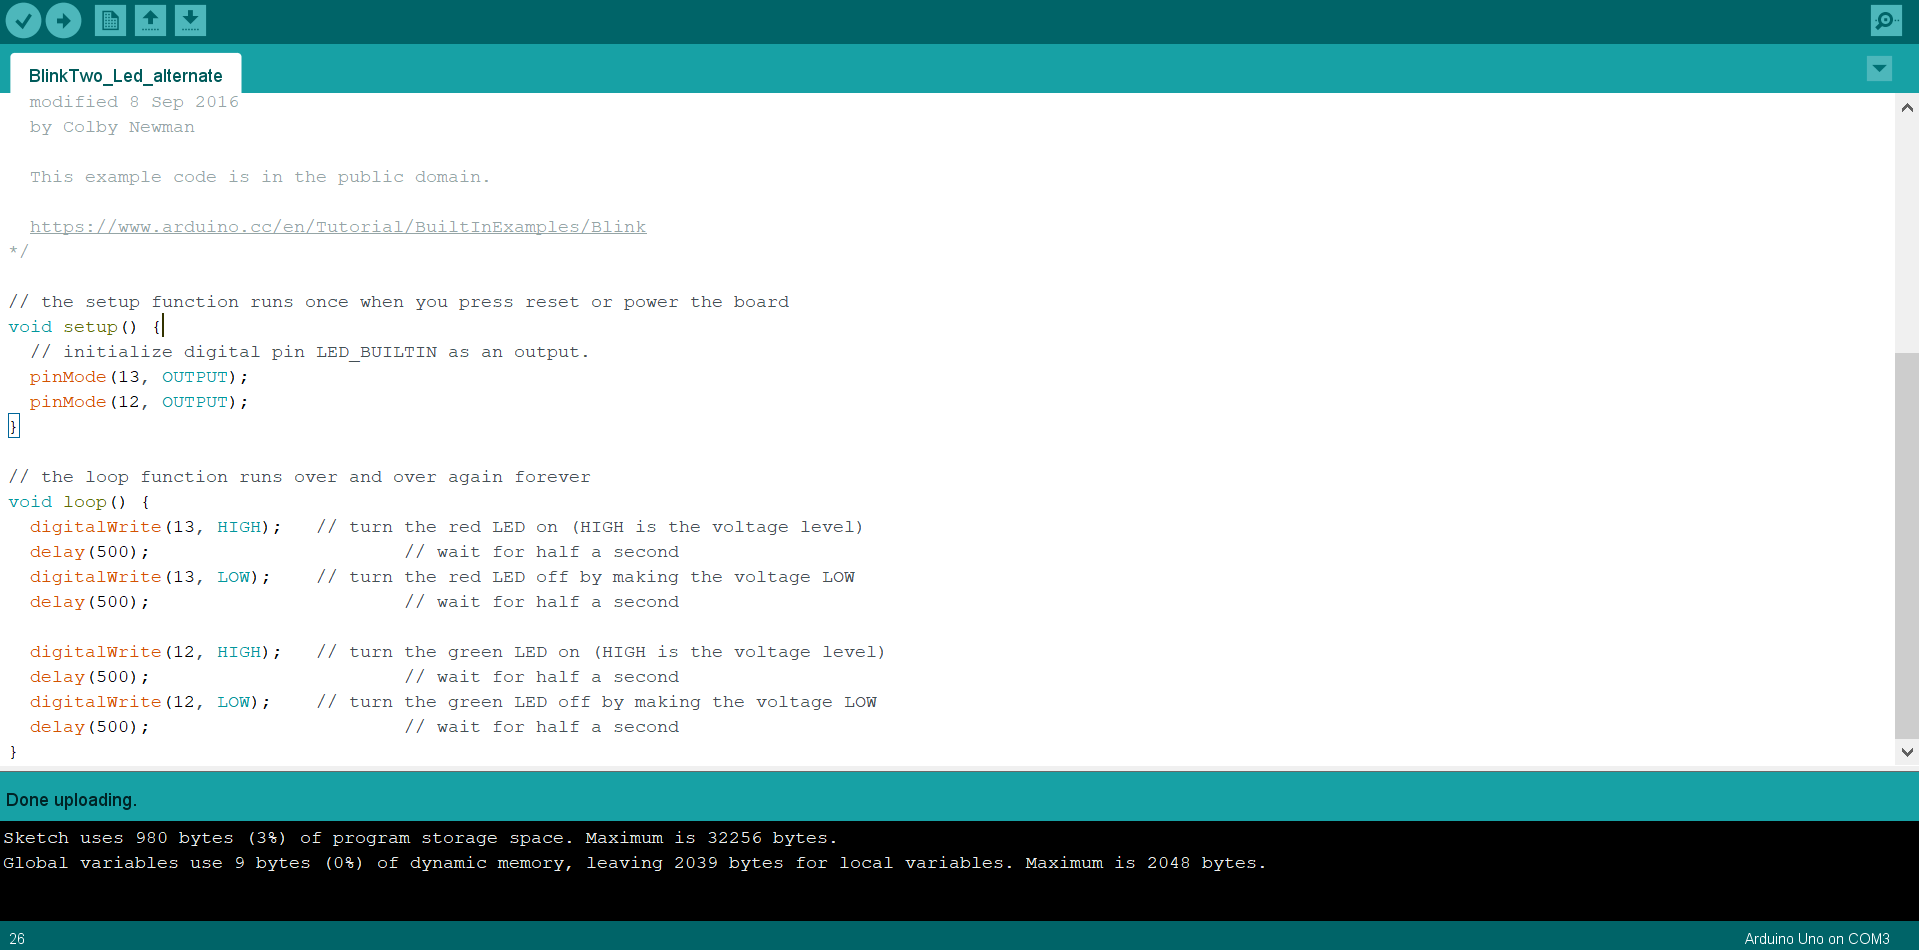 BlinkTwo_Led_alternate
modified 8 Sep 2016
by Colby Newman
This example code is in the public domain.
https://www.arduino.cc/en/Tutorial/BuiltInExamples/Blink
*/
// the setup function runs once when you press reset or power the board
void setup() {
// initialize digital pin LED_BUILTIN as an output.
pinMode(13, OUTPUT);
pinMode(12, OUTPUT);
}
// the loop function runs over and over again forever
void loop() {
digitalWrite(13, HIGH);   // turn the red LED on (HIGH is the voltage level)
delay(500);                       // wait for half a second
digitalWrite(13, LOW);    // turn the red LED off by making the voltage LOW
delay(500);                       // wait for half a second
digitalWrite(12, HIGH);   // turn the green LED on (HIGH is the voltage level)
delay(500);                       // wait for half a second
digitalWrite(12, LOW);    // turn the green LED off by making the voltage LOW
delay(500);                       // wait for half a second
}
Done uploading.
Sketch uses 980 bytes (3%) of program storage space. Maximum is 32256 bytes.
Global variables use 9 bytes (0%) of dynamic memory, leaving 2039 bytes for local variables. Maximum is 2048 bytes.
26
Arduino Uno on COM3